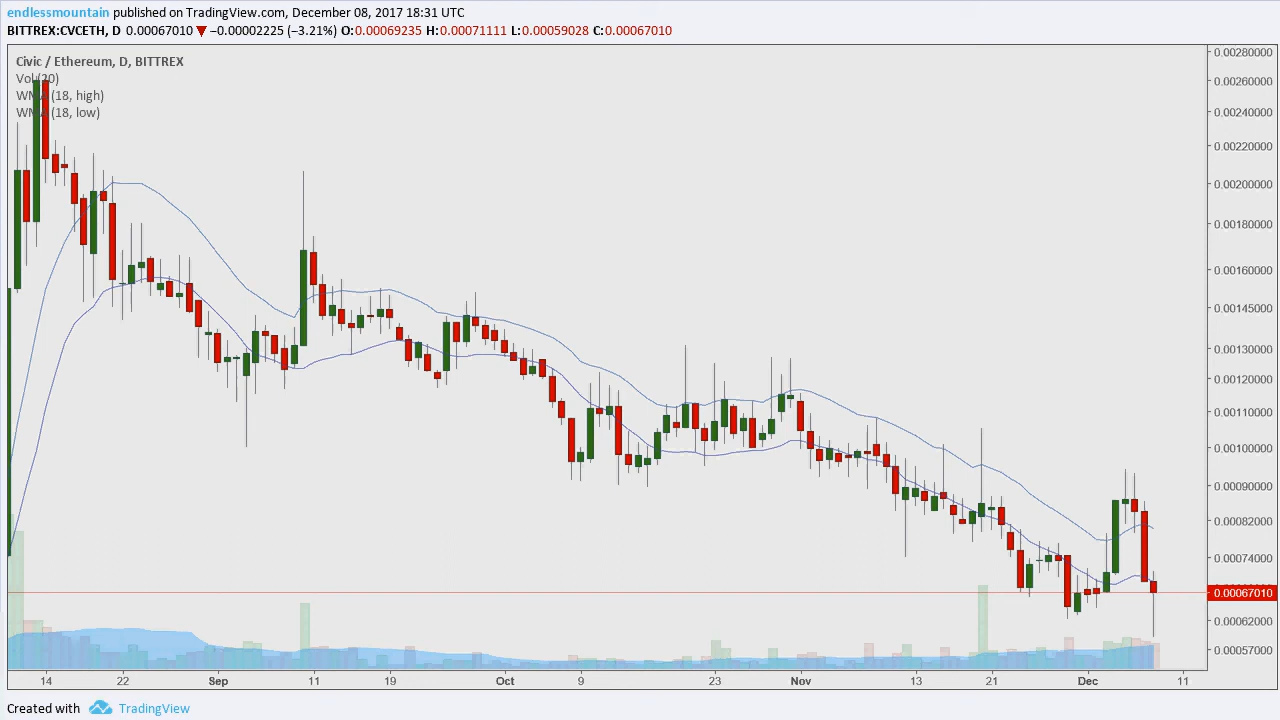 endlessmountain published on TradingView.com, December 08, 2017 18:31 UTC
BITTREX:CVCETH, D 0.00067010 ▼ −0.00002225 (−3.21%) O:0.00069235 H:0.00071111 L:0.00059028 C:0.00067010
Civic / Ethereum, D, BITTREX
Vol (20)
WMA (18, high)
WMA (18, low)
0.00280000
0.00260000
0.00240000
0.00220000
0.00200000
0.00180000
0.00160000
0.00145000
0.00130000
0.00120000
0.00110000
0.00100000
0.00090000
0.00082000
0.00074000
0.00067010
0.00062000
0.00057000
14 22 Sep 11 19 Oct 9 23 Nov 13 21 Dec 11
Created with TradingView